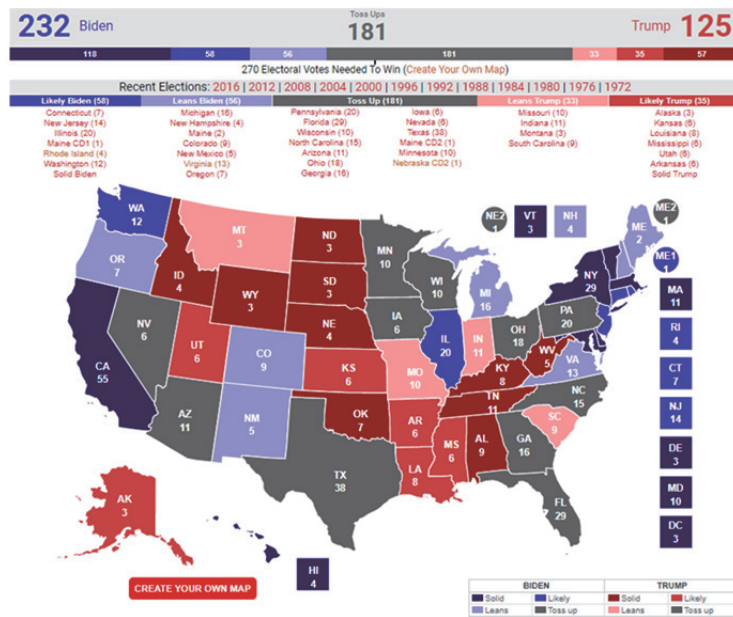 232 Biden
Toss Ups
181
Trump 125
118 58 56 181 33 35 57
270 Electoral Votes Needed To Win (Create Your Own Map)
Recent Elections: 2016 | 2012 | 2008 | 2004 | 2000 | 1996 | 1992 | 1988 | 1984 | 1980 | 1976 | 1972
Likely Biden (58) Leans Biden (56) Toss Up (181) Leans Trump (33) Likely Trump (35)
Connecticut (7) Michigan (16) Pennsylvania (20) Iowa (6) Missouri (10) Alaska (3)
New Jersey (14) New Hampshire (4) Florida (29) Nevada (6) Indiana (11) Kansas (6)
Illinois (20) Maine (2) Wisconsin (10) Texas (38) Montana (3) Louisiana (8)
Maine CD1 (1) Colorado (9) North Carolina (15) Maine CD2 (1) South Carolina (9) Mississippi (6)
Rhode Island (4) New Mexico (5) Arizona (11) Minnesota (10) Utah (6)
Washington (12) Virginia (13) Ohio (18) Nebraska CD2 (1) Arkansas (6)
Solid Biden Oregon (7) Georgia (16) Solid Trump
WA
12
OR
7
CA
55
NV
6
ID
4
MT
3
WY
3
UT
6
AZ
11
CO
9
NM
5
ND
3
SD
3
NE
4
KS
6
OK
7
TX
38
MN
10
IA
6
MO
10
AR
6
LA
8
WI
10
IL
20
MS
6
MI
16
IN
11
KY
8
TN
11
AL
9
OH
18
WV
5
GA
16
FL
29
SC
9
NC
15
VA
13
PA
20
NY
29
NE2
1
VT
3
NH
4
ME
2
ME2
1
ME1
1
MA
11
RI
4
CT
7
NJ
14
DE
3
MD
10
DC
3
AK
3
HI
4
CREATE YOUR OWN MAP
BIDEN TRUMP
Solid Likely Solid Likely
Leans Toss up Leans Toss up